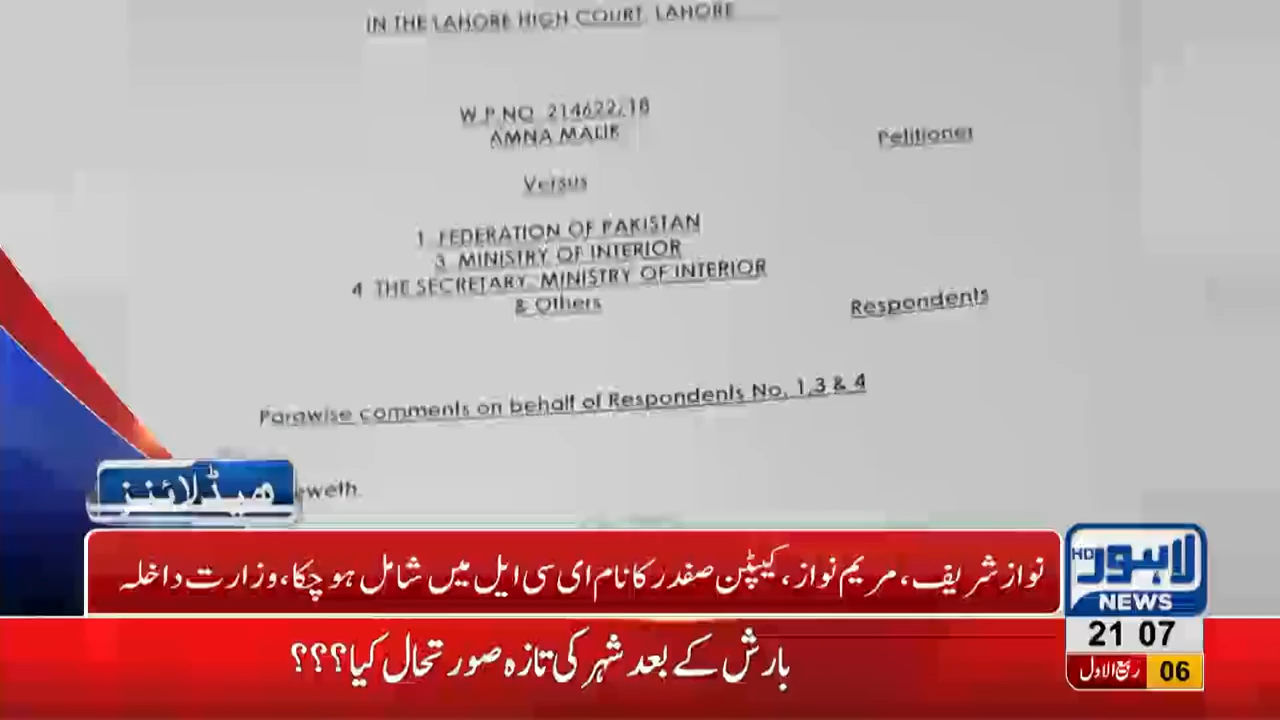 IN THE LAHORE HIGH COURT, LAHORE
W.P.NO. 214622/18
AMNA MALIK
Petitioner
Versus
1. FEDERATION OF PAKISTAN
3. MINISTRY OF INTERIOR
4. THE SECRETARY, MINISTRY OF INTERIOR
& Others
Respondents
Parawise comments on behalf of Respondents No. 1,3 & 4
eweth.
ہیڈلائنز
نواز شریف، مریم نواز، کیپٹن صفدر کا نام ای سی ایل میں شامل ہو چکا، وزارت داخلہ
بارش کے بعد شہر کی تازہ صورتحال کیا؟؟؟
لاہور HD
NEWS
21 07
06 ربیع الاول